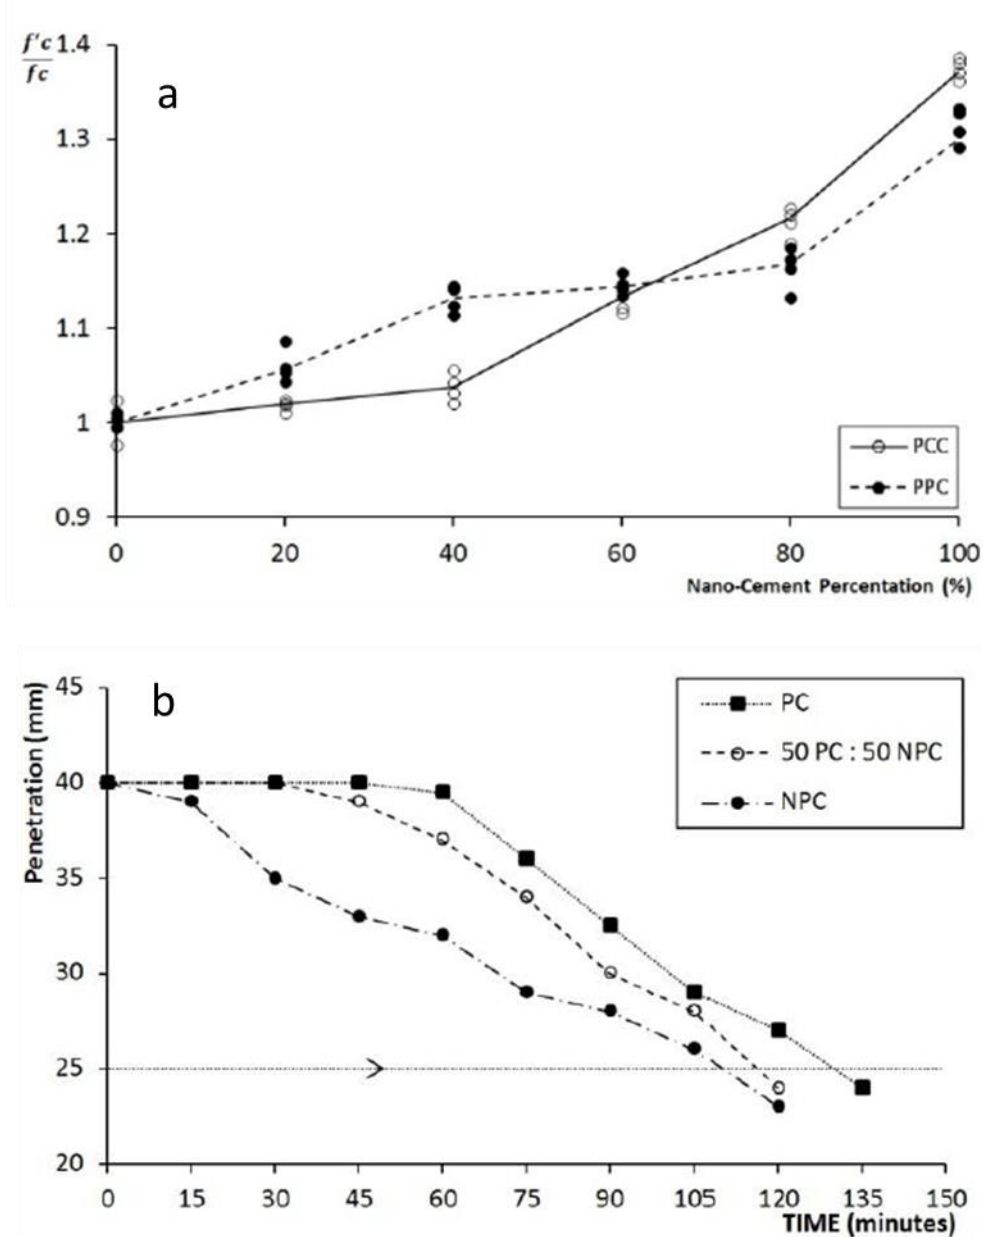 f'c
fc
1.4
a
1.3
1.2
1.1
1
0.9
PCC
PPC
0 20 40 60 80 100
Nano-Cement Percentation (%)
b
Penetration (mm)
45
40
35
30
25
20
PC
50 PC : 50 NPC
NPC
0 15 30 45 60 75 90 105 120 135 150
TIME (minutes)